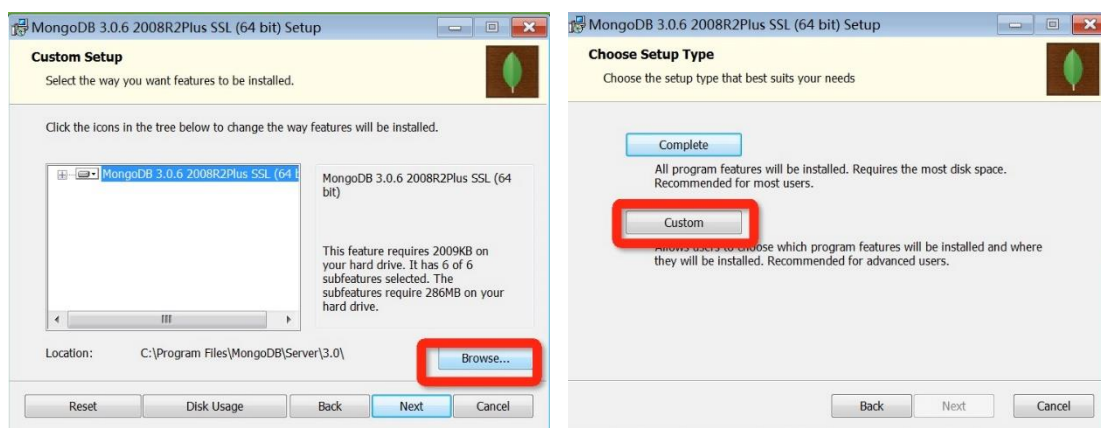 MongoDB 3.0.6 2008R2Plus SSL (64 bit) Setup
Custom Setup
Select the way you want features to be installed.
Click the icons in the tree below to change the way features will be installed.
MongoDB 3.0.6 2008R2Plus SSL (64 b
MongoDB 3.0.6 2008R2Plus SSL (64
bit)
This feature requires 2009KB on
your hard drive. It has 6 of 6
subfeatures selected. The
subfeatures require 286MB on your
hard drive.
Location: C:\Program Files\MongoDB\Server\3.0\
Browse...
Reset Disk Usage Back Next Cancel
MongoDB 3.0.6 2008R2Plus SSL (64 bit) Setup
Choose Setup Type
Choose the setup type that best suits your needs
Complete
All program features will be installed. Requires the most disk space.
Recommended for most users.
Custom
Allows users to choose which program features will be installed and where
they will be installed. Recommended for advanced users.
Back Next Cancel